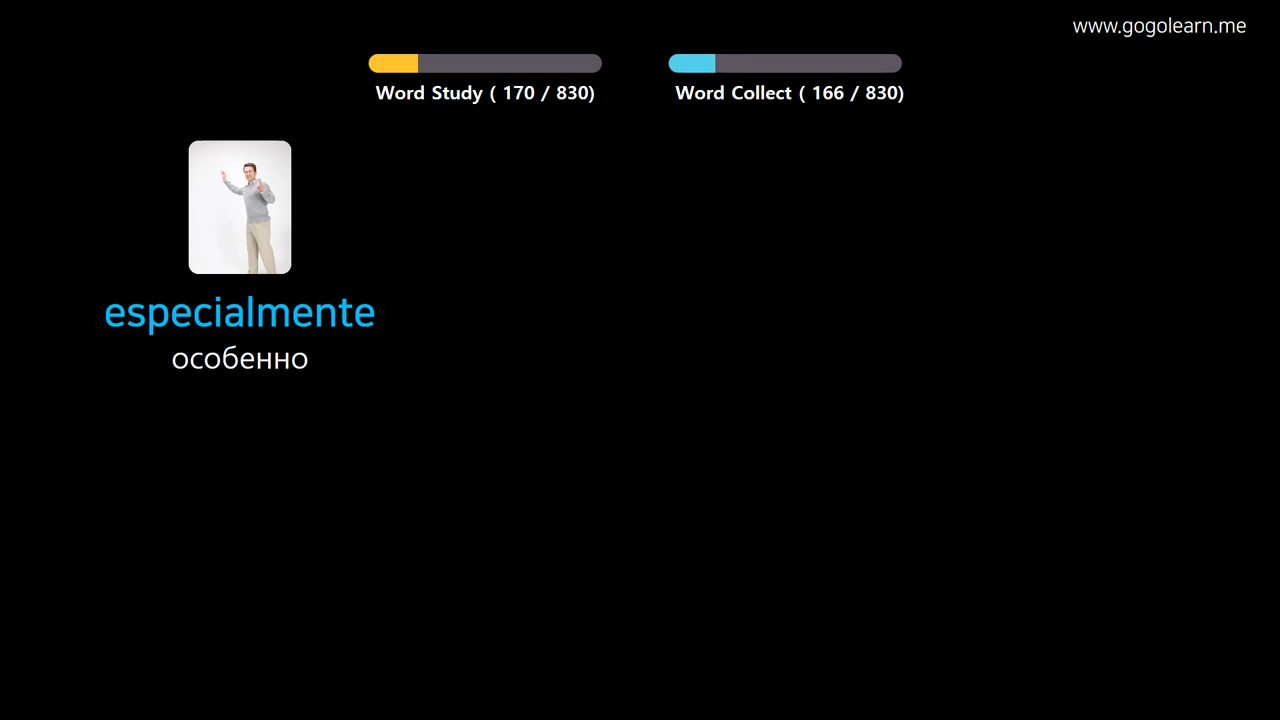 www.gogolearn.me
Word Study ( 170 / 830)
Word Collect ( 166 / 830)
especialmente
особенно